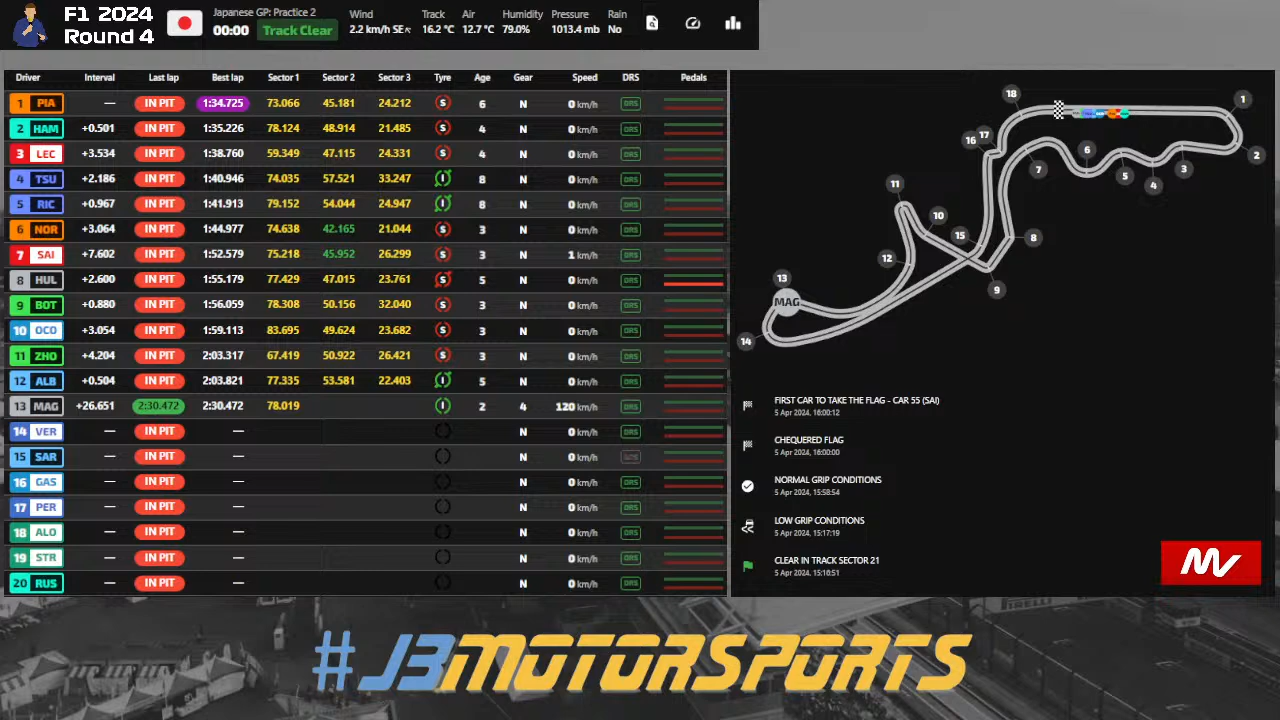 F1 2024
Round 4
Japanese GP: Practice 2
00:00 Track Clear
Wind
2.2 km/h SE
Track
16.2 ºC
Air
12.7 ºC
Humidity
79.0%
Pressure
1013.4 mb
Rain
No
Driver Interval Last lap Best lap Sector 1 Sector 2 Sector 3 Tyre Age Gear Speed DRS Pedals
1 PIA — IN PIT 1:34.725 73.066 45.181 24.212 S 6 N 0 km/h DRS
2 HAM +0.501 IN PIT 1:35.226 78.124 48.914 21.485 S 4 N 0 km/h DRS
3 LEC +3.534 IN PIT 1:38.760 59.349 47.115 24.331 S 4 N 0 km/h DRS
4 TSU +2.186 IN PIT 1:40.946 74.035 57.521 33.247 I 8 N 0 km/h DRS
5 RIC +0.967 IN PIT 1:41.913 79.152 54.044 24.947 I 8 N 0 km/h DRS
6 NOR +3.064 IN PIT 1:44.977 74.638 42.165 21.044 S 3 N 0 km/h DRS
7 SAI +7.602 IN PIT 1:52.579 75.218 45.952 26.299 S 3 N 1 km/h DRS
8 HUL +2.600 IN PIT 1:55.179 77.429 47.015 23.761 S 5 N 0 km/h DRS
9 BOT +0.880 IN PIT 1:56.059 78.308 50.156 32.040 S 3 N 0 km/h DRS
10 OCO +3.054 IN PIT 1:59.113 83.695 49.624 23.682 S 3 N 0 km/h DRS
11 ZHO +4.204 IN PIT 2:03.317 67.419 50.922 26.421 S 3 N 0 km/h DRS
12 ALB +0.504 IN PIT 2:03.821 77.335 53.581 22.403 I 5 N 0 km/h DRS
13 MAG +26.651 2:30.472 2:30.472 78.019 I 2 4 120 km/h DRS
14 VER — IN PIT — N 0 km/h DRS
15 SAR — IN PIT — N 0 km/h DRS
16 GAS — IN PIT — N 0 km/h DRS
17 PER — IN PIT — N 0 km/h DRS
18 ALO — IN PIT — N 0 km/h DRS
19 STR — IN PIT — N 0 km/h DRS
20 RUS — IN PIT — N 0 km/h DRS
18
1
16
17
2
6
7
5
3
4
11
10
15
8
12
9
13
MAG
14
FIRST CAR TO TAKE THE FLAG - CAR 55 (SAI)
5 Apr 2024, 16:00:12
CHEQUERED FLAG
5 Apr 2024, 16:00:00
NORMAL GRIP CONDITIONS
5 Apr 2024, 15:58:54
LOW GRIP CONDITIONS
5 Apr 2024, 15:17:19
CLEAR IN TRACK SECTOR 21
5 Apr 2024, 15:16:51
MV
PIRELLI
#JBMOTORSPORTS